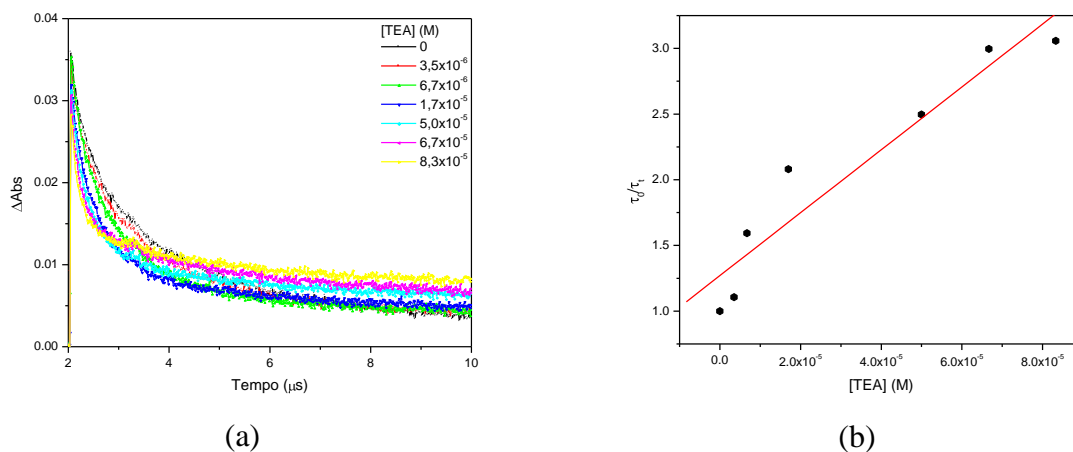 [TEA] (M)
0
3,5x10⁻⁶
6,7x10⁻⁶
1,7x10⁻⁵
5,0x10⁻⁵
6,7x10⁻⁵
8,3x10⁻⁵
0.04
0.03
0.02
0.01
0.00
ΔAbs
2 4 6 8 10
Tempo (μs)
(a)
3.0
2.5
2.0
1.5
1.0
τ₀/τₜ
0.0 2.0x10⁻⁵ 4.0x10⁻⁵ 6.0x10⁻⁵ 8.0x10⁻⁵
[TEA] (M)
(b)